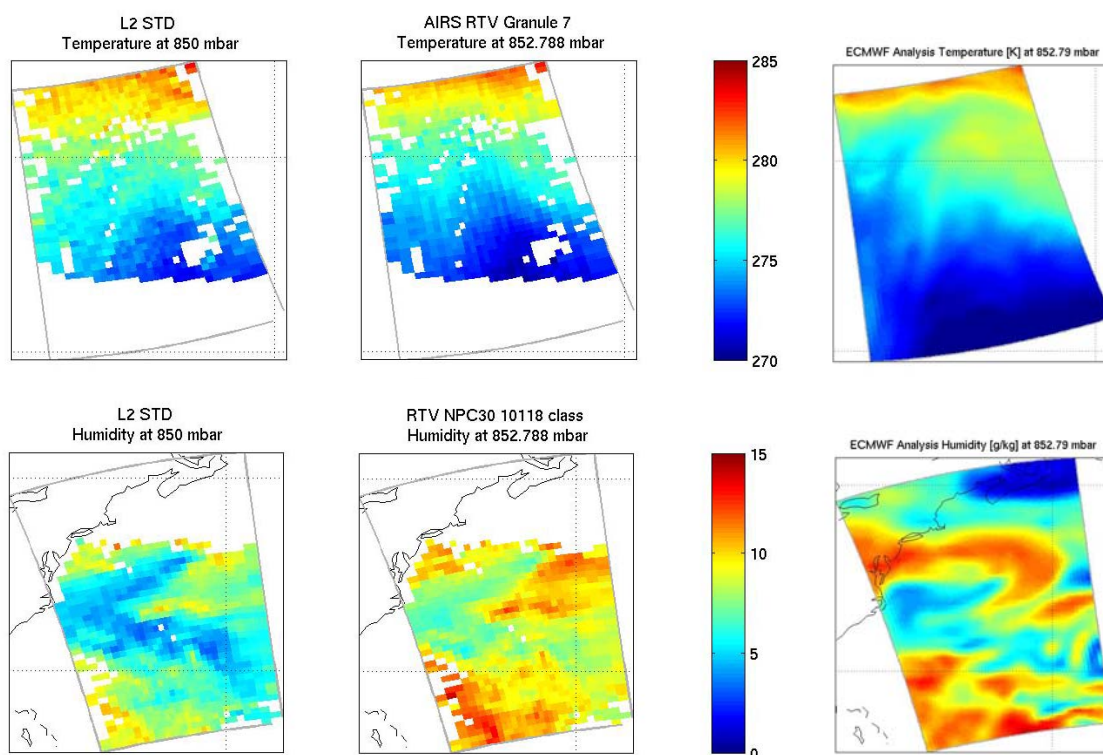 L2 STD
Temperature at 850 mbar
AIRS RTV Granule 7
Temperature at 852.788 mbar
ECMWF Analysis Temperature [K] at 852.79 mbar
285
280
275
270
L2 STD
Humidity at 850 mbar
RTV NPC30 10118 class
Humidity at 852.788 mbar
ECMWF Analysis Humidity [g/kg] at 852.79 mbar
15
10
5
0